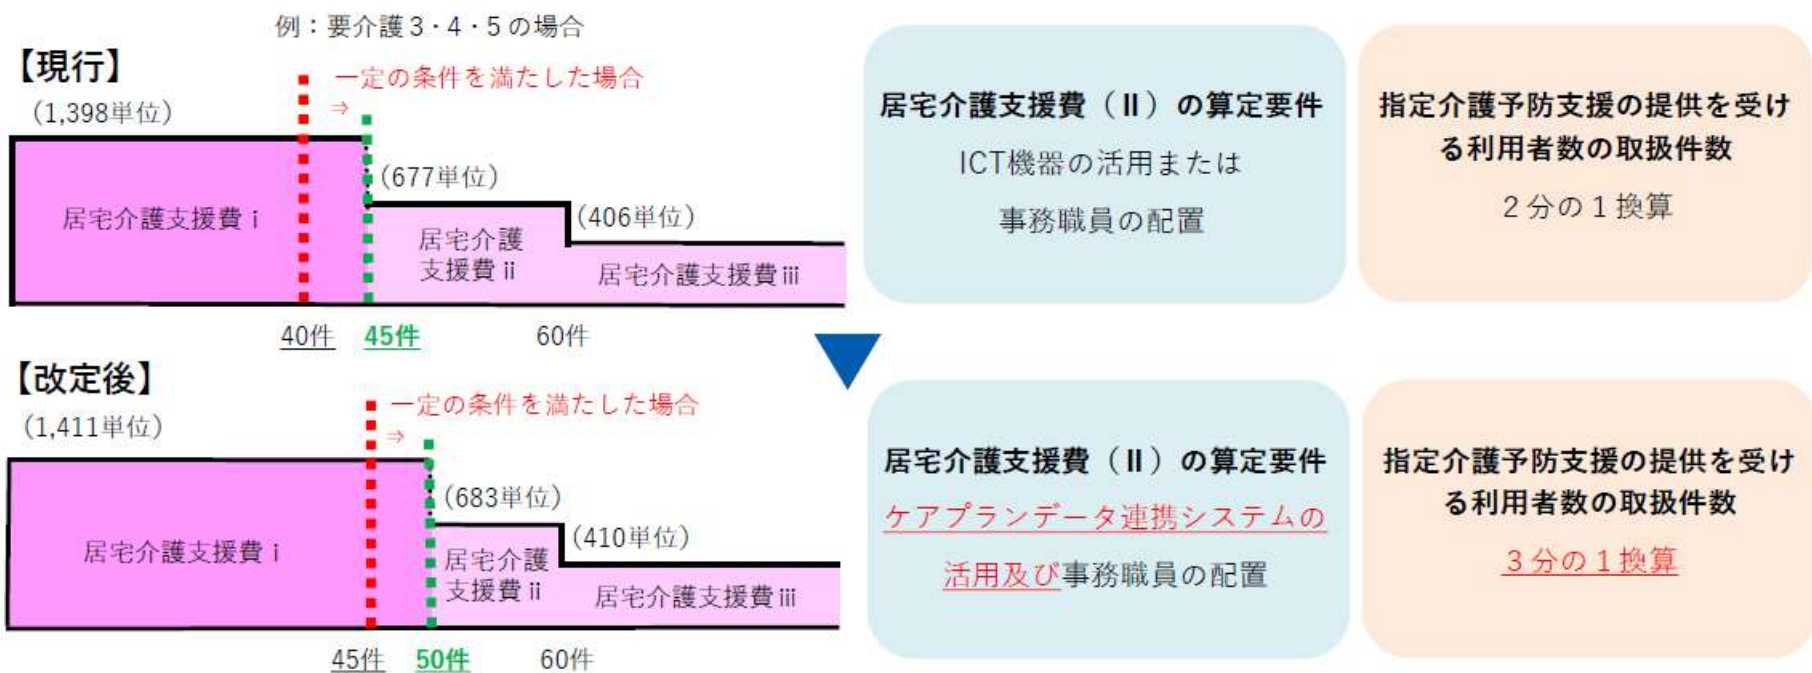 例：要介護３・４・５の場合
【現行】
一定の条件を満たした場合
⇒
（1,398単位）
（677単位）
（406単位）
居宅介護支援費ⅰ
居宅介護
支援費ⅱ
居宅介護支援費ⅲ
40件
45件
60件
居宅介護支援費（Ⅱ）の算定要件
ICT機器の活用または
事務職員の配置
指定介護予防支援の提供を受け
る利用者数の取扱件数
２分の１換算
【改定後】
一定の条件を満たした場合
⇒
（1,411単位）
（683単位）
（410単位）
居宅介護支援費ⅰ
居宅介護
支援費ⅱ
居宅介護支援費ⅲ
45件
50件
60件
居宅介護支援費（Ⅱ）の算定要件
ケアプランデータ連携システムの
活用及び事務職員の配置
指定介護予防支援の提供を受け
る利用者数の取扱件数
３分の１換算